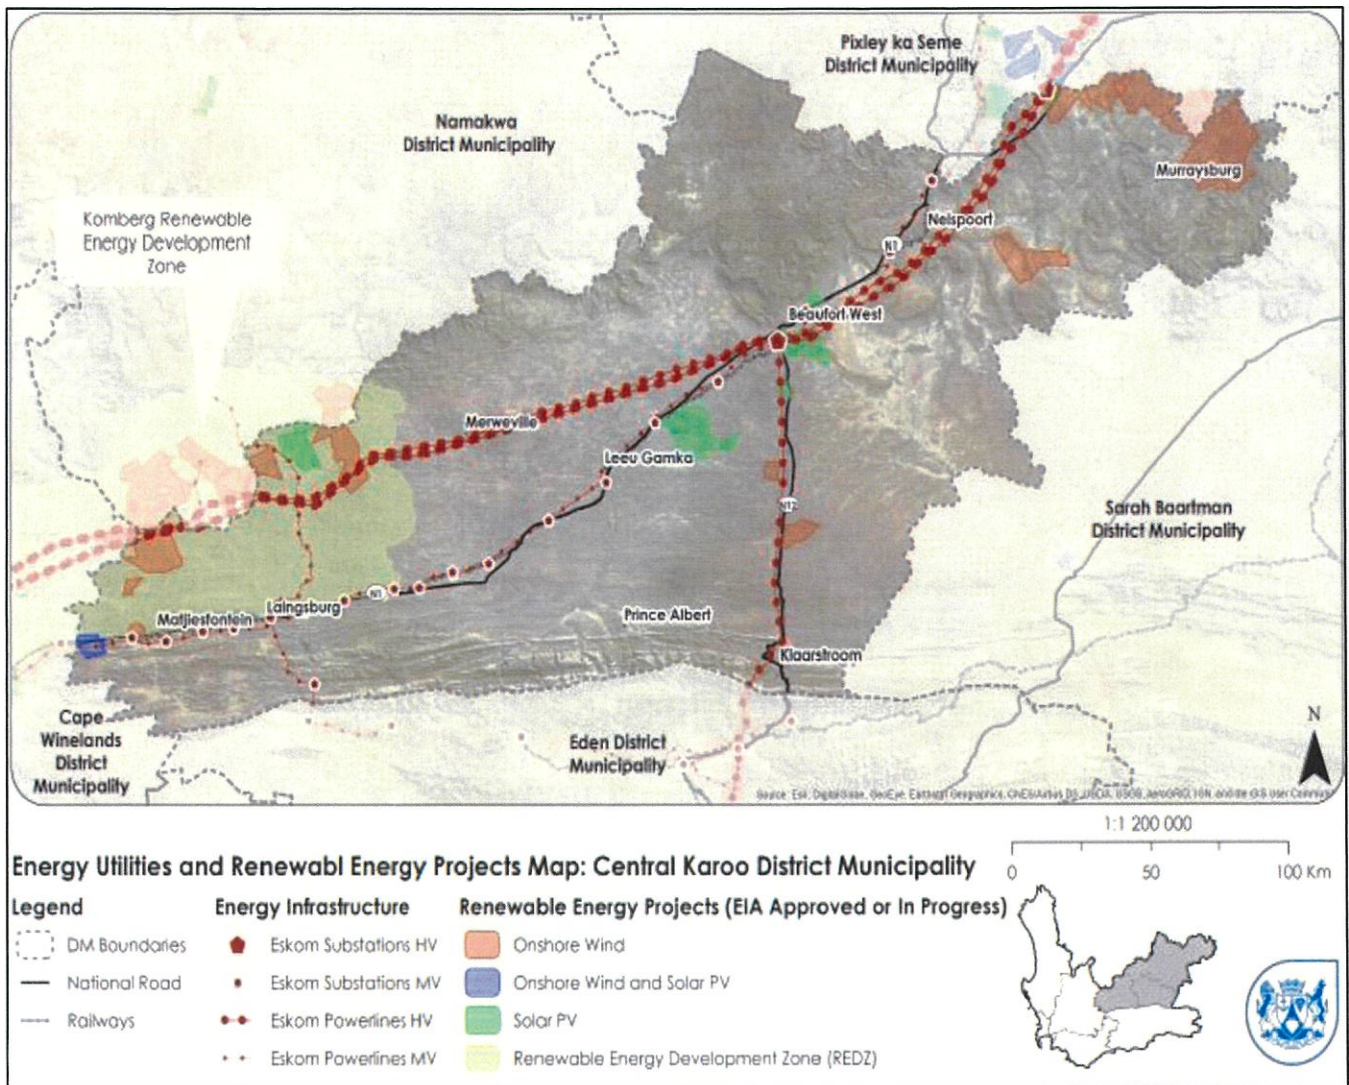 Pixley ka Seme
District Municipality
Namakwa
District Municipality
Murraysburg
Komberg Renewable
Energy Development
Zone
Nelspoort
N1
Beaufort West
Merweville
Leeu Gamka
N12
Sarah Baartman
District Municipality
N1
Laingsburg
Matjiesfontein
Prince Albert
Klaarstroom
Cape
Winelands
District
Municipality
Eden District
Municipality
N
1:1 200 000
0 50 100 Km
Energy Utilities and Renewabl Energy Projects Map: Central Karoo District Municipality
Legend
DM Boundaries
National Road
Railways
Energy Infrastructure
Eskom Substations HV
Eskom Substations MV
Eskom Powerlines HV
Eskom Powerlines MV
Renewable Energy Projects (EIA Approved or In Progress)
Onshore Wind
Onshore Wind and Solar PV
Solar PV
Renewable Energy Development Zone (REDZ)